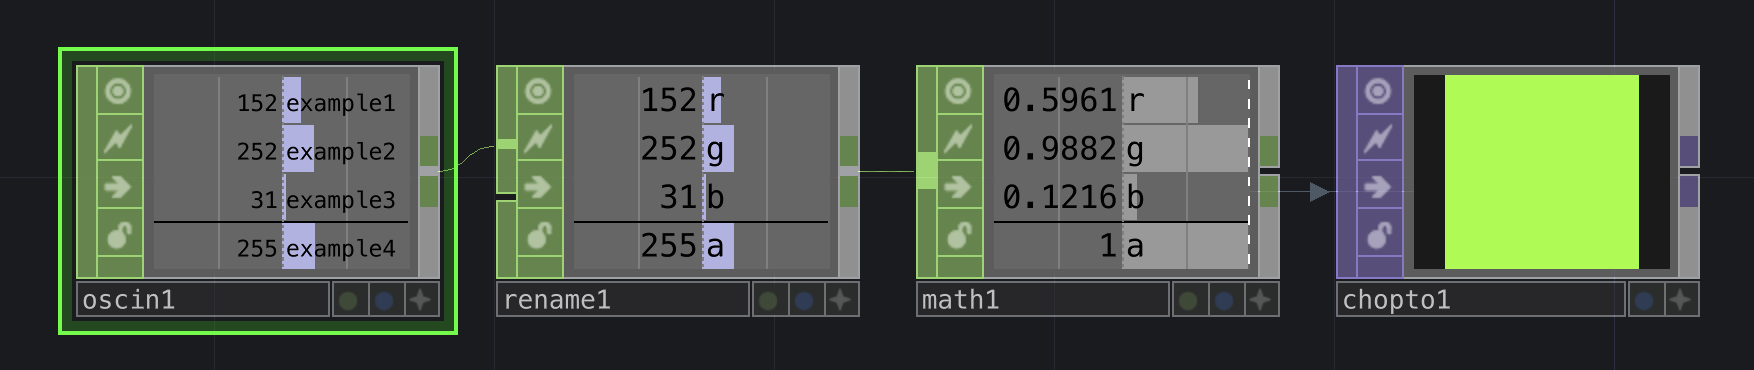 152 example1
252 example2
31 example3
255 example4
oscin1
152 r
252 g
31 b
255 a
rename1
0.5961 r
0.9882 g
0.1216 b
1 a
math1
chopto1